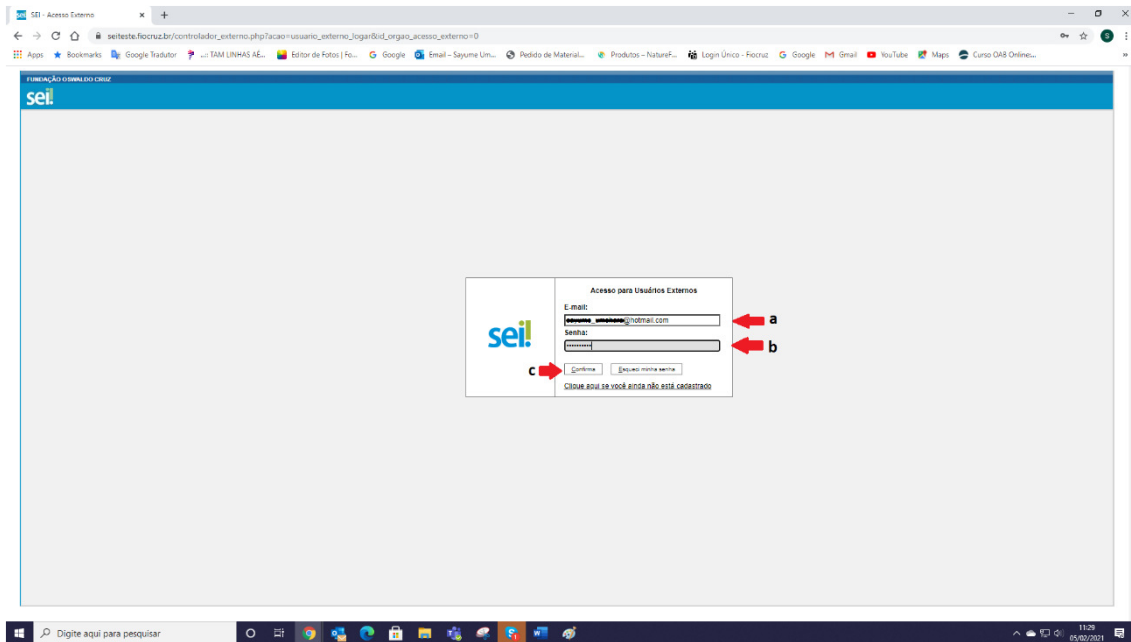 SEI - Acesso Externo
seiteste.fiocruz.br/controlador_externo.php?acao=usuario_externo_logar&id_orgao_acesso_externo=0
Apps Bookmarks Google Tradutor ..:: TAM LINHAS AÉ... Editor de Fotos | Fo... Google Email – Sayume Um... Pedido de Material... Produtos – NatureF... Login Único - Fiocruz Google Gmail YouTube Maps Curso OAB Online:...
FUNDAÇÃO OSWALDO CRUZ
sei!
Acesso para Usuários Externos
E-mail:
@hotmail.com
a
sei!
Senha:
b
c
Confirma Esqueci minha senha
Clique aqui se você ainda não está cadastrado
Digite aqui para pesquisar
11:29
05/02/2021